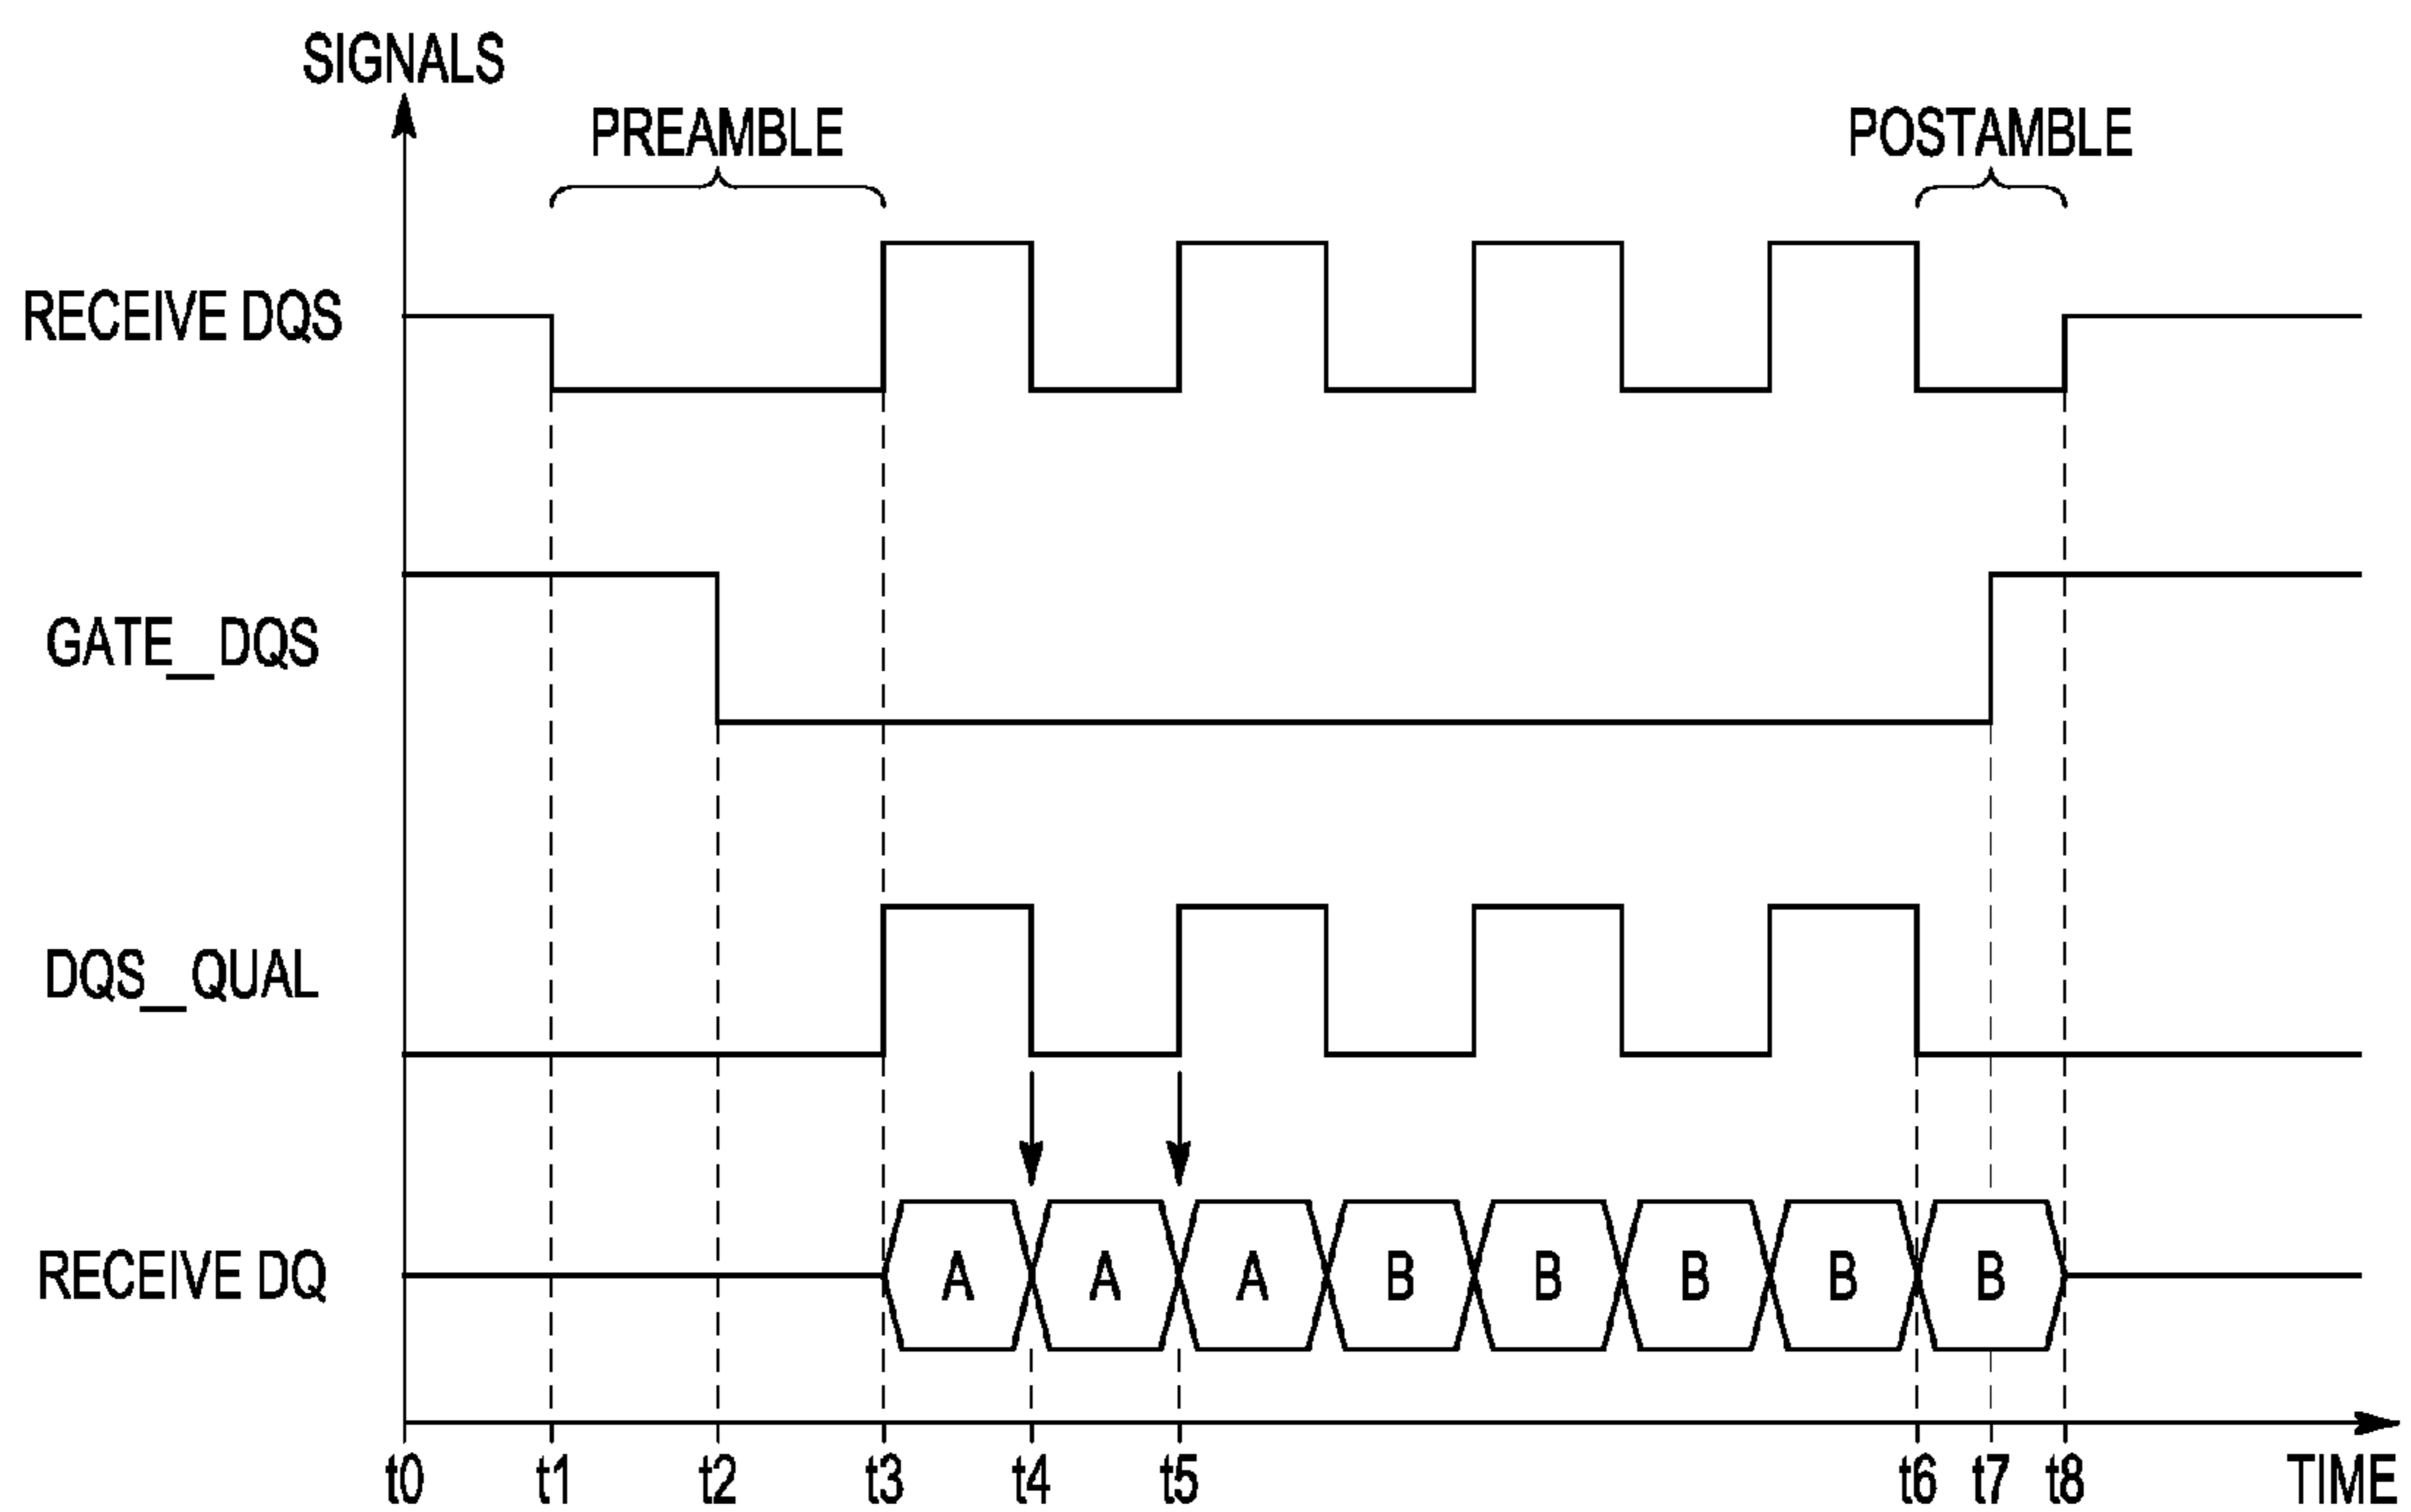 SIGNALS
PREAMBLE
POSTAMBLE
RECEIVE DQS
GATE_DQS
DQS_QUAL
RECEIVE DQ
A A A B B B B B
t0 t1 t2 t3 t4 t5 t6 t7 t8 TIME